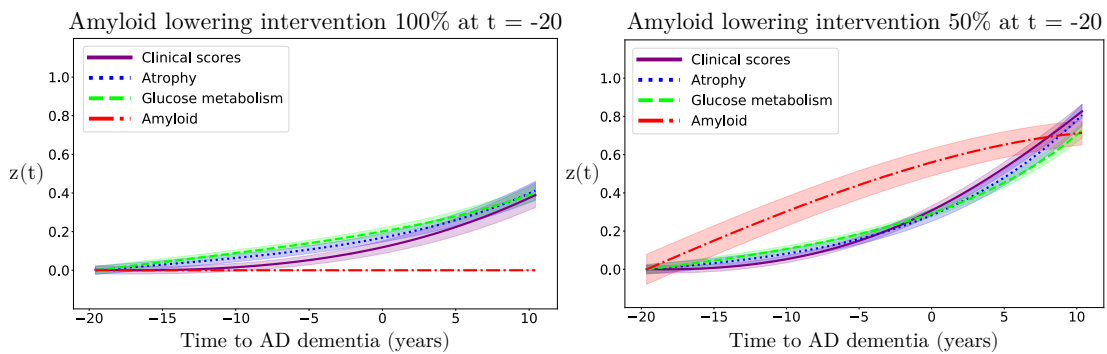 Amyloid lowering intervention 100% at t = -20
Clinical scores
Atrophy
Glucose metabolism
Amyloid
1.0
0.8
0.6
0.4
0.2
0.0
z(t)
−20 −15 −10 −5 0 5 10
Time to AD dementia (years)
Amyloid lowering intervention 50% at t = -20
Clinical scores
Atrophy
Glucose metabolism
Amyloid
1.0
0.8
0.6
0.4
0.2
0.0
z(t)
−20 −15 −10 −5 0 5 10
Time to AD dementia (years)